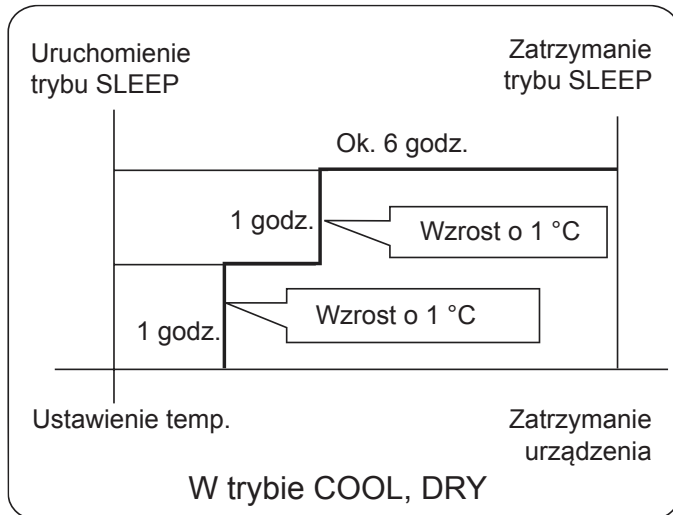 Uruchomienie
trybu SLEEP
Zatrzymanie
trybu SLEEP
Ok. 6 godz.
1 godz.
Wzrost o 1 °C
1 godz.
Wzrost o 1 °C
Ustawienie temp.
Zatrzymanie
urządzenia
W trybie COOL, DRY